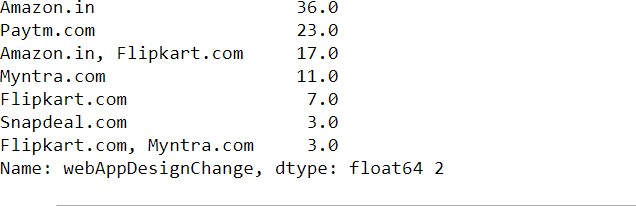 Amazon.in 36.0
Paytm.com 23.0
Amazon.in, Flipkart.com 17.0
Myntra.com 11.0
Flipkart.com 7.0
Snapdeal.com 3.0
Flipkart.com, Myntra.com 3.0
Name: webAppDesignChange, dtype: float64 2